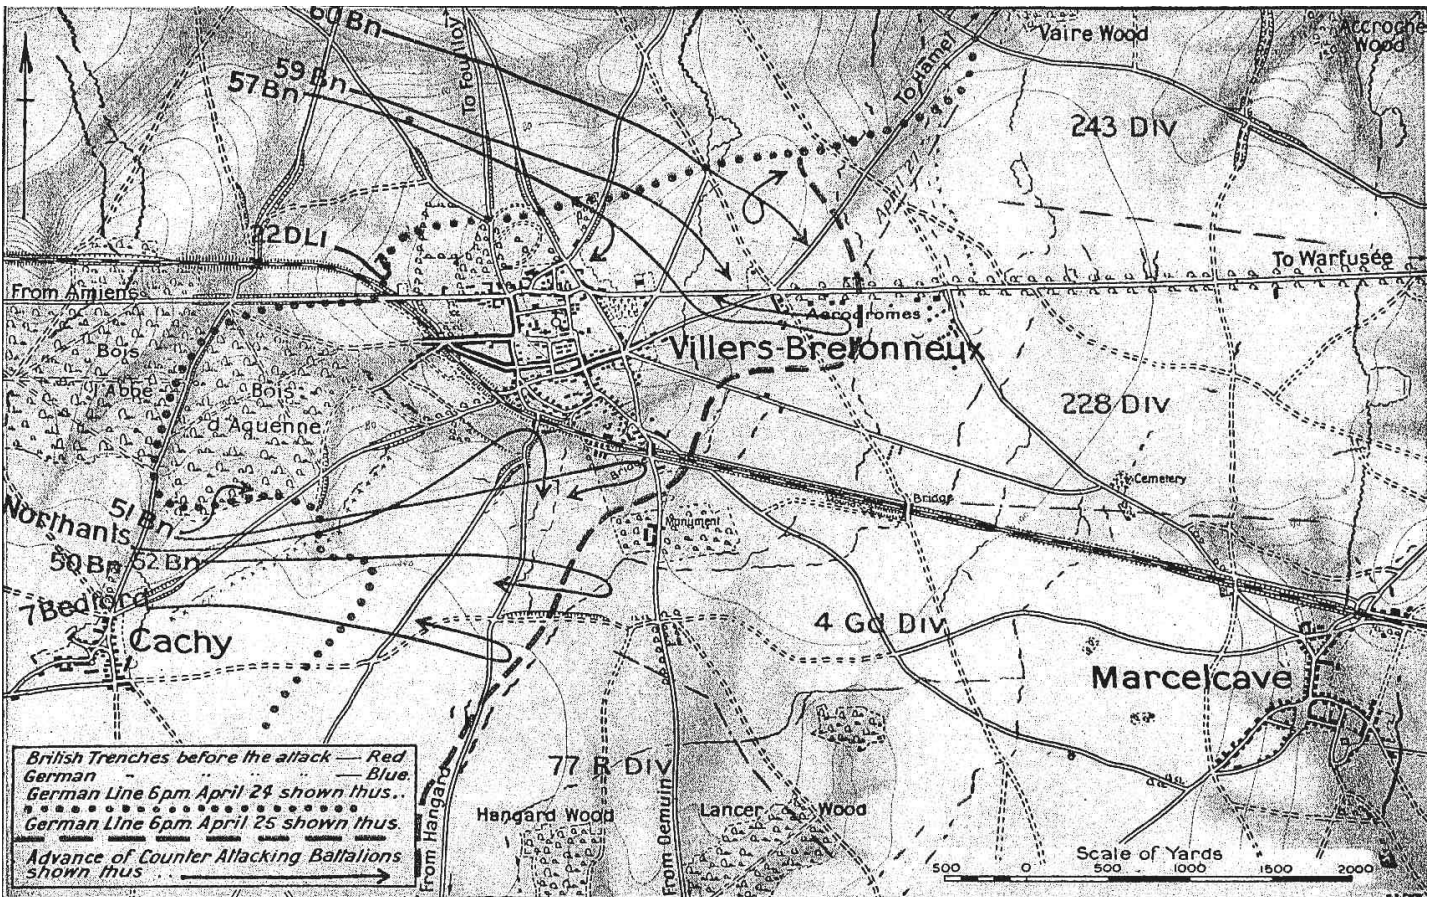 60 Bn
To Fouilloy
59 Bn
57 Bn
To Hamel
Vaire Wood
Accroche
Wood
243 DIV
April 27
22DLI
To Warfusée
From Amiens
Aerodromes
Villers-Bretonneux
Bois
l'Abbé
Bois
d'Aquenne
228 DIV
Cemetery
Bridge
Bridge
Monument
51 Bn
Northants
50 Bn 52 Bn
7 Bedford
Cachy
4 Gd Div
Marcelcave
77 R Div
Hangard Wood
Lancer Wood
From Hangard
From Demuin
British Trenches before the attack — Red
German " " " " — Blue.
German Line 6pm. April 24 shown thus..
German Line 6pm. April 25 shown thus.
Advance of Counter Attacking Battalions
shown thus ..
Scale of Yards
500 0 500 1000 1500 2000